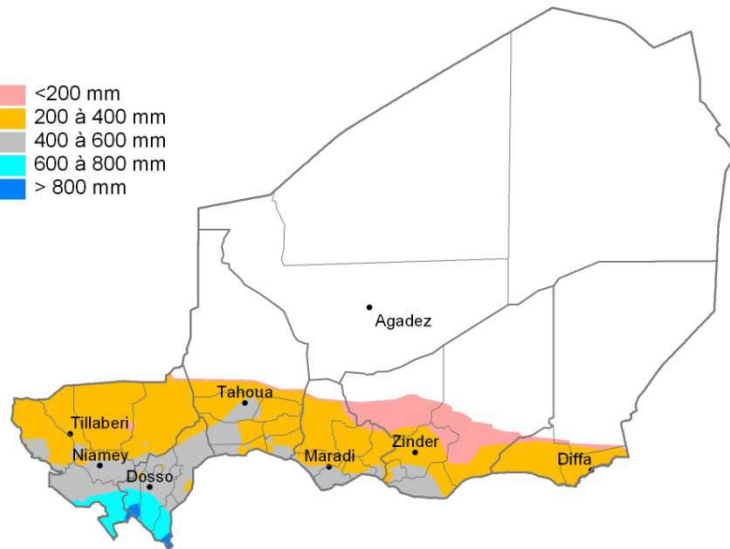 <200 mm
200 à 400 mm
400 à 600 mm
600 à 800 mm
> 800 mm
Agadez
Tahoua
Tillaberi
Zinder
Niamey
Maradi
Diffa
Dosso